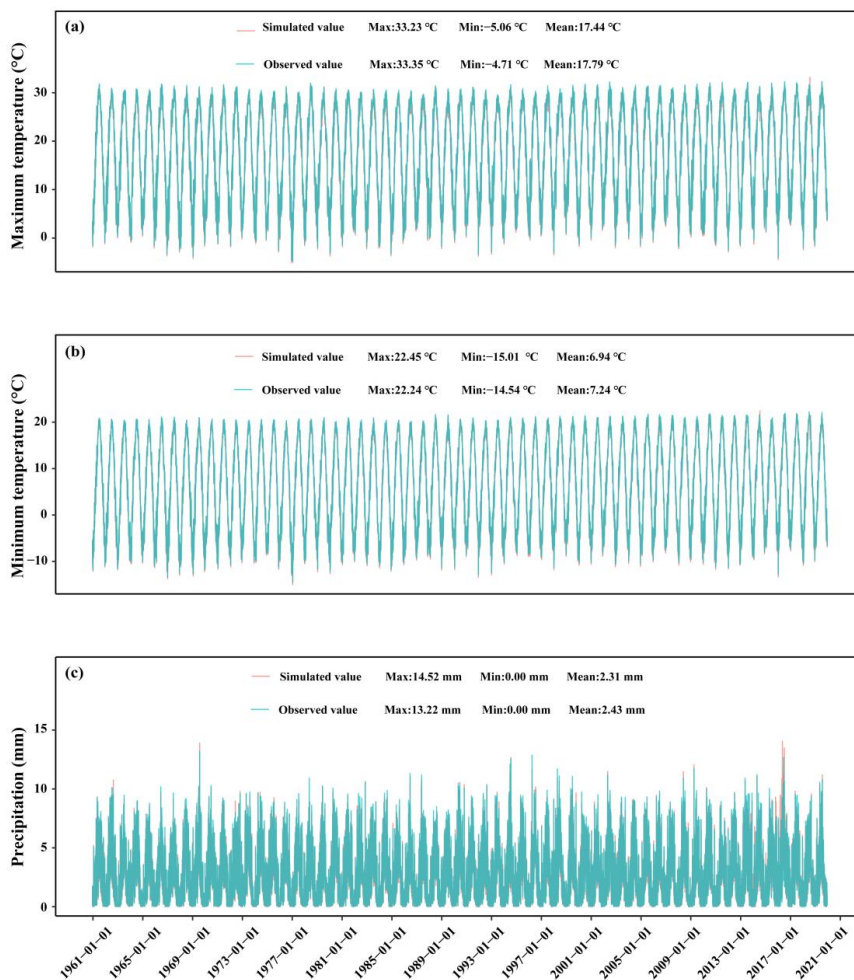 (a)
Simulated value Max:33.23 °C Min:−5.06 °C Mean:17.44 °C
Observed value Max:33.35 °C Min:−4.71 °C Mean:17.79 °C
Maximum temperature (°C)
30
20
10
0
(b)
Simulated value Max:22.45 °C Min:−15.01 °C Mean:6.94 °C
Observed value Max:22.24 °C Min:−14.54 °C Mean:7.24 °C
Minimum temperature (°C)
20
10
0
−10
(c)
Simulated value Max:14.52 mm Min:0.00 mm Mean:2.31 mm
Observed value Max:13.22 mm Min:0.00 mm Mean:2.43 mm
Precipitation (mm)
15
10
5
0
1961−01−01
1965−01−01
1969−01−01
1973−01−01
1977−01−01
1981−01−01
1985−01−01
1989−01−01
1993−01−01
1997−01−01
2001−01−01
2005−01−01
2009−01−01
2013−01−01
2017−01−01
2021−01−01